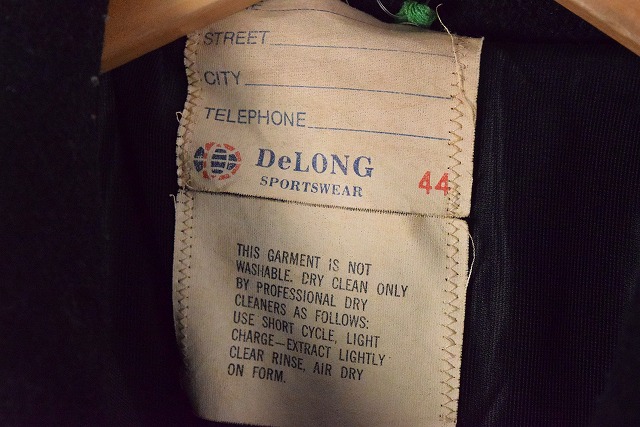 STREET
CITY
TELEPHONE
DeLONG
SPORTSWEAR
44
THIS GARMENT IS NOT
WASHABLE. DRY CLEAN ONLY
BY PROFESSIONAL DRY
CLEANERS AS FOLLOWS:
USE SHORT CYCLE, LIGHT
CHARGE—EXTRACT LIGHTLY
CLEAR RINSE, AIR DRY
ON FORM.